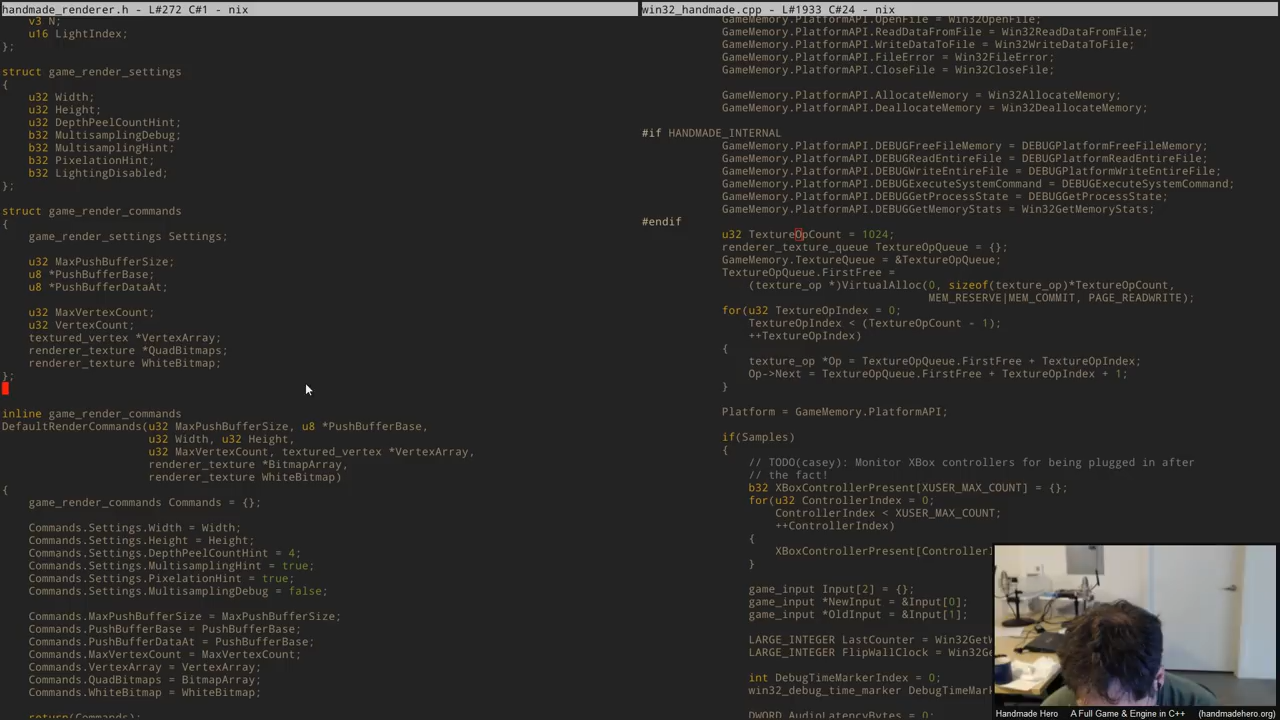 handmade_renderer.h - L#272 C#1 - nix
v3 N;
u16 LightIndex;
};
struct game_render_settings
{
u32 Width;
u32 Height;
u32 DepthPeelCountHint;
b32 MultisamplingDebug;
b32 MultisamplingHint;
b32 PixelationHint;
b32 LightingDisabled;
};
struct game_render_commands
{
game_render_settings Settings;
u32 MaxPushBufferSize;
u8 *PushBufferBase;
u8 *PushBufferDataAt;
u32 MaxVertexCount;
u32 VertexCount;
textured_vertex *VertexArray;
renderer_texture *QuadBitmaps;
renderer_texture WhiteBitmap;
};
inline game_render_commands
DefaultRenderCommands(u32 MaxPushBufferSize, u8 *PushBufferBase,
u32 Width, u32 Height,
u32 MaxVertexCount, textured_vertex *VertexArray,
renderer_texture *BitmapArray,
renderer_texture WhiteBitmap)
{
game_render_commands Commands = {};
Commands.Settings.Width = Width;
Commands.Settings.Height = Height;
Commands.Settings.DepthPeelCountHint = 4;
Commands.Settings.MultisamplingHint = true;
Commands.Settings.PixelationHint = true;
Commands.Settings.MultisamplingDebug = false;
Commands.MaxPushBufferSize = MaxPushBufferSize;
Commands.PushBufferBase = PushBufferBase;
Commands.PushBufferDataAt = PushBufferBase;
Commands.MaxVertexCount = MaxVertexCount;
Commands.VertexArray = VertexArray;
Commands.QuadBitmaps = BitmapArray;
Commands.WhiteBitmap = WhiteBitmap;
return(Commands);
win32_handmade.cpp - L#1933 C#24 - nix
GameMemory.PlatformAPI.OpenFile = Win32OpenFile;
GameMemory.PlatformAPI.ReadDataFromFile = Win32ReadDataFromFile;
GameMemory.PlatformAPI.WriteDataToFile = Win32WriteDataToFile;
GameMemory.PlatformAPI.FileError = Win32FileError;
GameMemory.PlatformAPI.CloseFile = Win32CloseFile;
GameMemory.PlatformAPI.AllocateMemory = Win32AllocateMemory;
GameMemory.PlatformAPI.DeallocateMemory = Win32DeallocateMemory;
#if HANDMADE_INTERNAL
GameMemory.PlatformAPI.DEBUGFreeFileMemory = DEBUGPlatformFreeFileMemory;
GameMemory.PlatformAPI.DEBUGReadEntireFile = DEBUGPlatformReadEntireFile;
GameMemory.PlatformAPI.DEBUGWriteEntireFile = DEBUGPlatformWriteEntireFile;
GameMemory.PlatformAPI.DEBUGExecuteSystemCommand = DEBUGExecuteSystemCommand;
GameMemory.PlatformAPI.DEBUGGetProcessState = DEBUGGetProcessState;
GameMemory.PlatformAPI.DEBUGGetMemoryStats = Win32GetMemoryStats;
#endif
u32 TextureOpCount = 1024;
renderer_texture_queue TextureOpQueue = {};
GameMemory.TextureQueue = &TextureOpQueue;
TextureOpQueue.FirstFree =
(texture_op *)VirtualAlloc(0, sizeof(texture_op)*TextureOpCount,
MEM_RESERVE|MEM_COMMIT, PAGE_READWRITE);
for(u32 TextureOpIndex = 0;
TextureOpIndex < (TextureOpCount - 1);
++TextureOpIndex)
{
texture_op *Op = TextureOpQueue.FirstFree + TextureOpIndex;
Op->Next = TextureOpQueue.FirstFree + TextureOpIndex + 1;
}
Platform = GameMemory.PlatformAPI;
if(Samples)
{
// TODO(casey): Monitor XBox controllers for being plugged in after
// the fact!
b32 XBoxControllerPresent[XUSER_MAX_COUNT] = {};
for(u32 ControllerIndex = 0;
ControllerIndex < XUSER_MAX_COUNT;
++ControllerIndex)
{
XBoxControllerPresent[Controller
}
game_input Input[2] = {};
game_input *NewInput = &Input[0];
game_input *OldInput = &Input[1];
LARGE_INTEGER LastCounter = Win32GetW
LARGE_INTEGER FlipWallClock = Win32Ge
int DebugTimeMarkerIndex = 0;
win32_debug_time_marker DebugTimeMar
DWORD AudioLatencyBytes = 0;
Handmade Hero A Full Game & Engine in C++ (handmadehero.org)